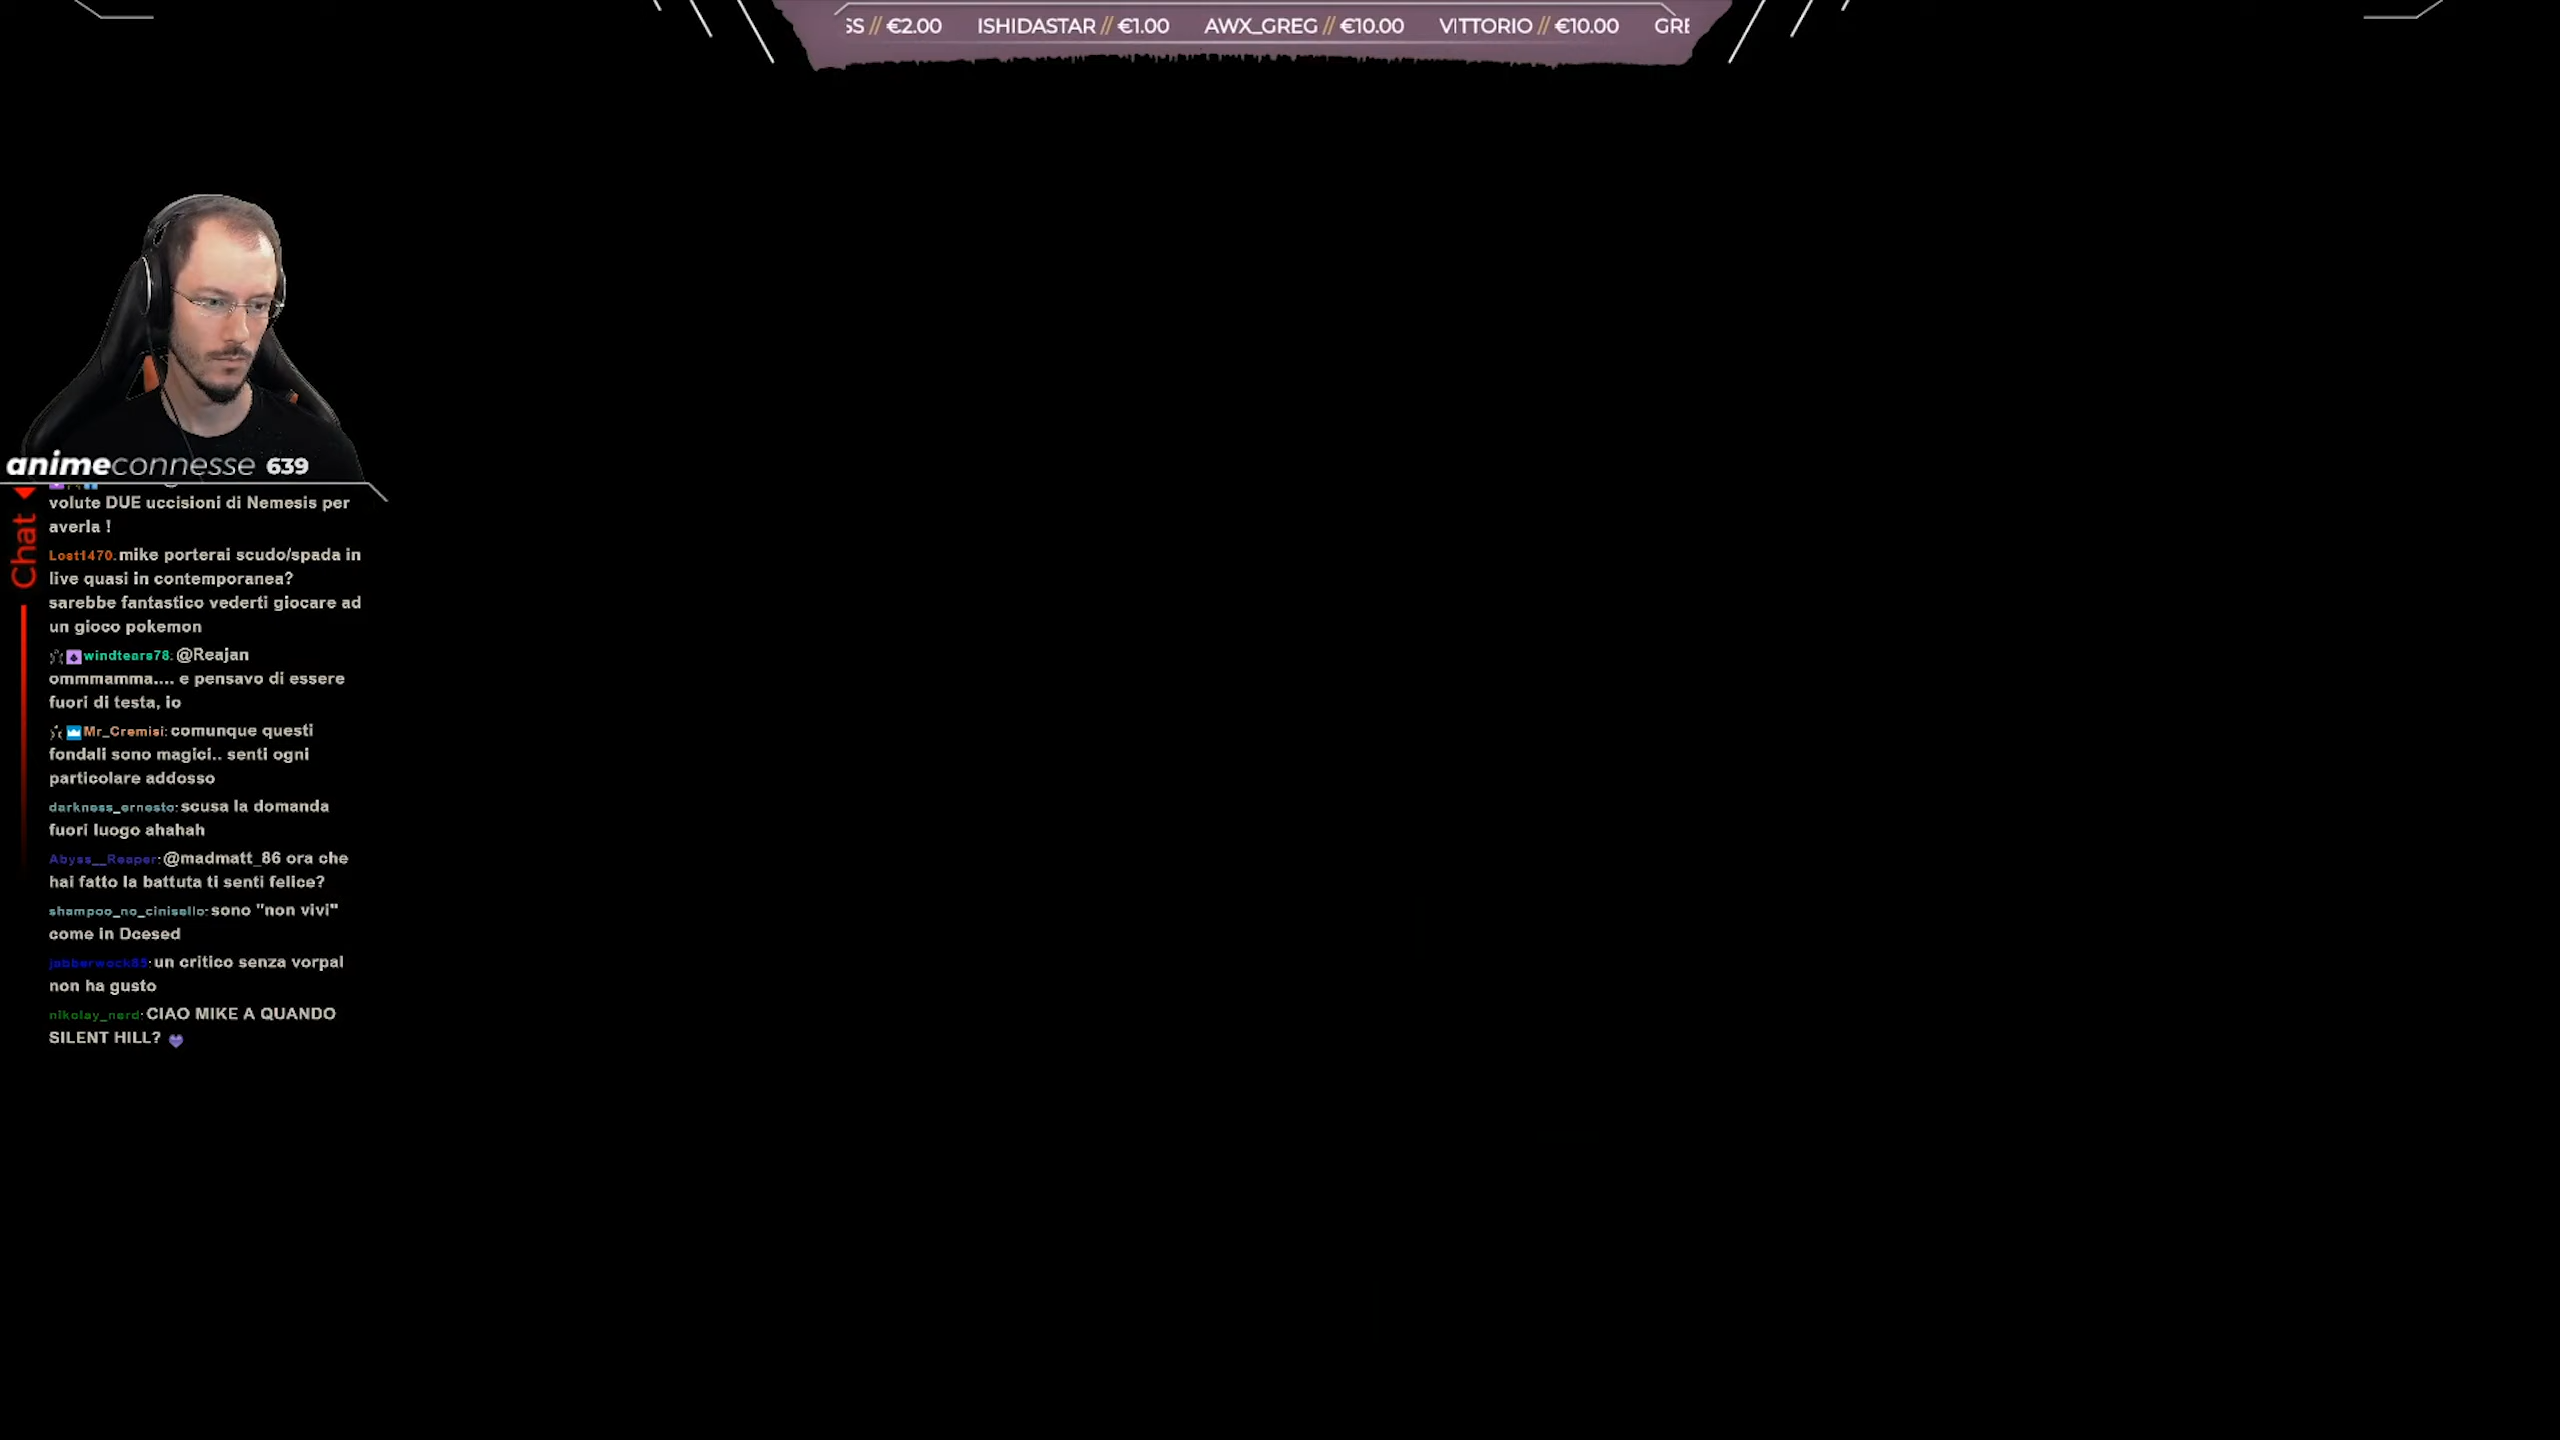 €2.00 ISHIDASTAR // €1.00 AWX_GREG // €10.00 VITTORIO // €10.00
animeconnesse 639
Chat
volute DUE uccisioni di Nemesis per
averla !
Lost1470: mike porterai scudo/spada in
live quasi in contemporanea?
sarebbe fantastico vederti giocare ad
un gioco pokemon
windtears78: @Reajan
ommmamma.... e pensavo di essere
fuori di testa, io
Mr_Cremisi: comunque questi
fondali sono magici.. senti ogni
particolare addosso
darkness_ernesto: scusa la domanda
fuori luogo ahahah
Abyss__Reaper: @madmatt_86 ora che
hai fatto la battuta ti senti felice?
shampoo_no_cinisello: sono "non vivi"
come in Dcesed
jabberwock85: un critico senza vorpal
non ha gusto
nikolay_nerd: CIAO MIKE A QUANDO
SILENT HILL?